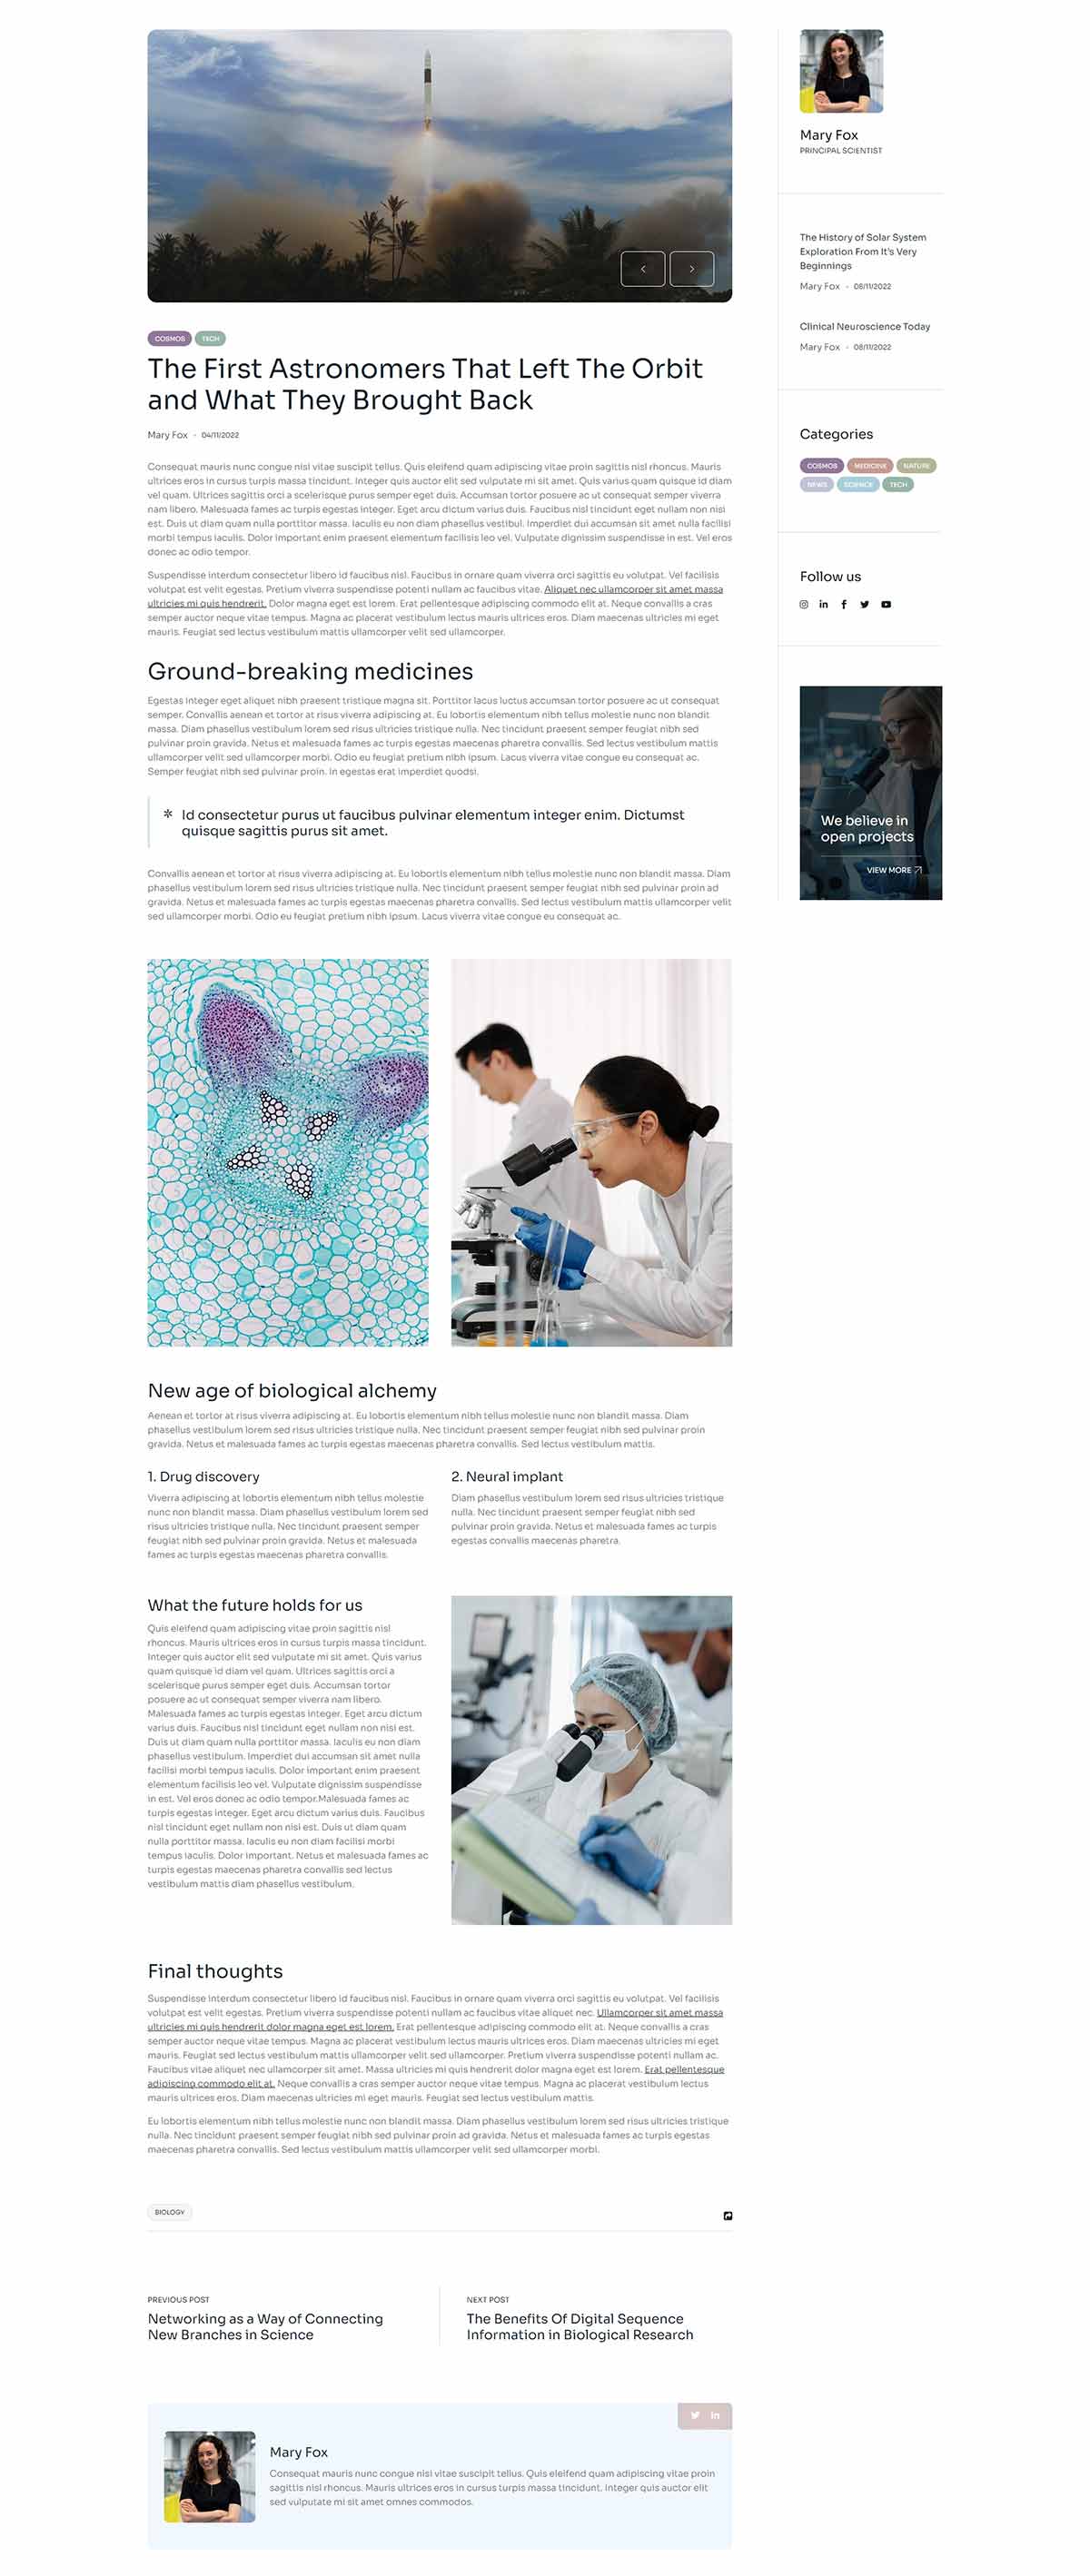 COSMOS TECH
The First Astronomers That Left The Orbit
and What They Brought Back
Mary Fox - 04/11/2022
Consequat mauris nunc congue nisi vitae suscipit tellus. Quis eleifend quam adipiscing vitae proin sagittis nisl rhoncus. Mauris
ultrices eros in cursus turpis massa tincidunt. Integer quis auctor elit sed vulputate mi sit amet. Quis varius quam quisque id diam
vel quam. Ultrices sagittis orci a scelerisque purus semper eget duis. Accumsan tortor posuere ac ut consequat semper viverra
nam libero. Malesuada fames ac turpis egestas integer. Eget arcu dictum varius duis. Faucibus nisl tincidunt eget nullam non nisi
est. Duis ut diam quam nulla porttitor massa. Iaculis eu non diam phasellus vestibul. Imperdiet dui accumsan sit amet nulla facilisi
morbi tempus iaculis. Dolor important enim praesent elementum facilisis leo vel. Vulputate dignissim suspendisse in est. Vel eros
donec ac odio tempor.
Suspendisse interdum consectetur libero id faucibus nisl. Faucibus in ornare quam viverra orci sagittis eu volutpat. Vel facilisis
volutpat est velit egestas. Pretium viverra suspendisse potenti nullam ac faucibus vitae. Aliquet nec ullamcorper sit amet massa
ultricies mi quis hendrerit. Dolor magna eget est lorem. Erat pellentesque adipiscing commodo elit at. Neque convallis a cras
semper auctor neque vitae tempus. Magna ac placerat vestibulum lectus mauris ultrices eros. Diam maecenas ultricies mi eget
mauris. Feugiat sed lectus vestibulum mattis ullamcorper velit sed ullamcorper.
Ground-breaking medicines
Egestas integer eget aliquet nibh praesent tristique magna sit. Porttitor lacus luctus accumsan tortor posuere ac ut consequat
semper. Convallis aenean et tortor at risus viverra adipiscing at. Eu lobortis elementum nibh tellus molestie nunc non blandit
massa. Diam phasellus vestibulum lorem sed risus ultricies tristique nulla. Nec tincidunt praesent semper feugiat nibh sed
pulvinar proin gravida. Netus et malesuada fames ac turpis egestas maecenas pharetra convallis. Sed lectus vestibulum mattis
ullamcorper velit sed ullamcorper morbi. Odio eu feugiat pretium nibh ipsum. Lacus viverra vitae congue eu consequat ac.
Semper feugiat nibh sed pulvinar proin. In egestas erat imperdiet quodsi.
* Id consectetur purus ut faucibus pulvinar elementum integer enim. Dictumst
quisque sagittis purus sit amet.
Convallis aenean et tortor at risus viverra adipiscing at. Eu lobortis elementum nibh tellus molestie nunc non blandit massa. Diam
phasellus vestibulum lorem sed risus ultricies tristique nulla. Nec tincidunt praesent semper feugiat nibh sed pulvinar proin ad
gravida. Netus et malesuada fames ac turpis egestas maecenas pharetra convallis. Sed lectus vestibulum mattis ullamcorper velit
sed ullamcorper morbi. Odio eu feugiat pretium nibh ipsum. Lacus viverra vitae congue eu consequat ac.
New age of biological alchemy
Aenean et tortor at risus viverra adipiscing at. Eu lobortis elementum nibh tellus molestie nunc non blandit massa. Diam
phasellus vestibulum lorem sed risus ultricies tristique nulla. Nec tincidunt praesent semper feugiat nibh sed pulvinar proin
gravida. Netus et malesuada fames ac turpis egestas maecenas pharetra convallis. Sed lectus vestibulum mattis.
1. Drug discovery
Viverra adipiscing at lobortis elementum nibh tellus molestie
nunc non blandit massa. Diam phasellus vestibulum lorem sed
risus ultricies tristique nulla. Nec tincidunt praesent semper
feugiat nibh sed pulvinar proin gravida. Netus et malesuada
fames ac turpis egestas maecenas pharetra convallis.
2. Neural implant
Diam phasellus vestibulum lorem sed risus ultricies tristique
nulla. Nec tincidunt praesent semper feugiat nibh sed
pulvinar proin gravida. Netus et malesuada fames ac turpis
egestas convallis maecenas pharetra.
What the future holds for us
Quis eleifend quam adipiscing vitae proin sagittis nisl
rhoncus. Mauris ultrices eros in cursus turpis massa tincidunt.
Integer quis auctor elit sed vulputate mi sit amet. Quis varius
quam quisque id diam vel quam. Ultrices sagittis orci a
scelerisque purus semper eget duis. Accumsan tortor
posuere ac ut consequat semper viverra nam libero.
Malesuada fames ac turpis egestas integer. Eget arcu dictum
varius duis. Faucibus nisl tincidunt eget nullam non nisi est.
Duis ut diam quam nulla porttitor massa. Iaculis eu non diam
phasellus vestibulum. Imperdiet dui accumsan sit amet nulla
facilisi morbi tempus iaculis. Dolor important enim praesent
elementum facilisis leo vel. Vulputate dignissim suspendisse
in est. Vel eros donec ac odio tempor.Malesuada fames ac
turpis egestas integer. Eget arcu dictum varius duis. Faucibus
nisl tincidunt eget nullam non nisi est. Duis ut diam quam
nulla porttitor massa. Iaculis eu non diam facilisi morbi
tempus iaculis. Dolor important. Netus et malesuada fames ac
turpis egestas maecenas pharetra convallis sed lectus
vestibulum mattis diam phasellus vestibulum.
Final thoughts
Suspendisse interdum consectetur libero id faucibus nisl. Faucibus in ornare quam viverra orci sagittis eu volutpat. Vel facilisis
volutpat est velit egestas. Pretium viverra suspendisse potenti nullam ac faucibus vitae aliquet nec. Ullamcorper sit amet massa
ultricies mi quis hendrerit dolor magna eget est lorem. Erat pellentesque adipiscing commodo elit at. Neque convallis a cras
semper auctor neque vitae tempus. Magna ac placerat vestibulum lectus mauris ultrices eros. Diam maecenas ultricies mi eget
mauris. Feugiat sed lectus vestibulum mattis ullamcorper velit sed ullamcorper. Pretium viverra suspendisse potenti nullam ac.
Faucibus vitae aliquet nec ullamcorper sit amet. Massa ultricies mi quis hendrerit dolor magna eget est lorem. Erat pellentesque
adipiscing commodo elit at. Neque convallis a cras semper auctor neque vitae tempus. Magna ac placerat vestibulum lectus
mauris ultrices eros. Diam maecenas ultricies mi eget mauris. Feugiat sed lectus vestibulum mattis.
Eu lobortis elementum nibh tellus molestie nunc non blandit massa. Diam phasellus vestibulum lorem sed risus ultricies tristique
nulla. Nec tincidunt praesent semper feugiat nibh sed pulvinar proin ad gravida. Netus et malesuada fames ac turpis egestas
maecenas pharetra convallis. Sed lectus vestibulum mattis ullamcorper velit sed ullamcorper morbi.
BIOLOGY
PREVIOUS POST
Networking as a Way of Connecting
New Branches in Science
NEXT POST
The Benefits Of Digital Sequence
Information in Biological Research
Mary Fox
Consequat mauris nunc congue nisi vitae suscipit tellus. Quis eleifend quam adipiscing vitae proin
sagittis nisl rhoncus. Mauris ultrices eros in cursus turpis massa tincidunt. Integer quis auctor elit
sed vulputate mi sit amet omnes commodos.
Mary Fox
PRINCIPAL SCIENTIST
The History of Solar System
Exploration From It's Very
Beginnings
Mary Fox - 08/11/2022
Clinical Neuroscience Today
Mary Fox - 08/11/2022
Categories
COSMOS MEDICINE NATURE
NEWS SCIENCE TECH
Follow us
We believe in
open projects
VIEW MORE